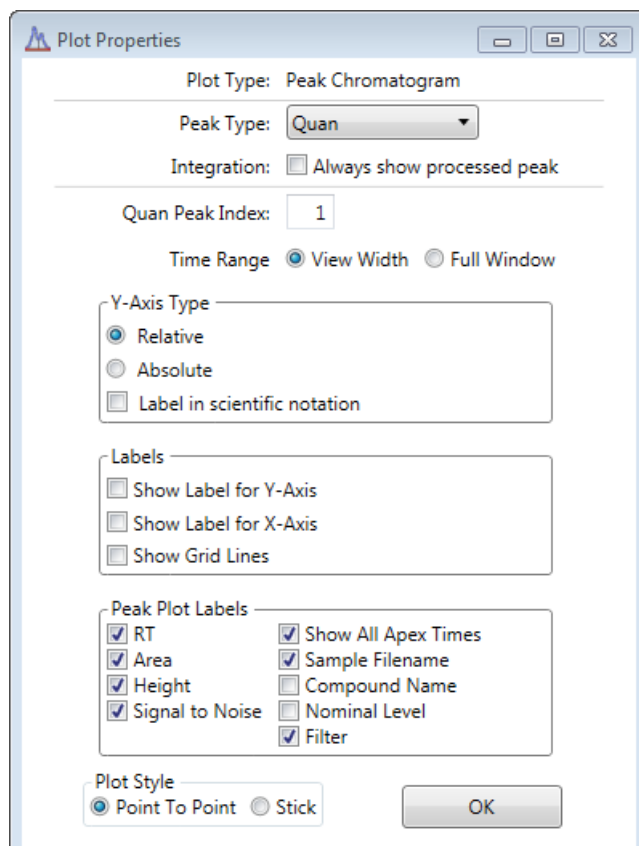 Plot Properties
Plot Type: Peak Chromatogram
Peak Type: Quan
Integration: Always show processed peak
Quan Peak Index: 1
Time Range View Width Full Window
Y-Axis Type
Relative
Absolute
Label in scientific notation
Labels
Show Label for Y-Axis
Show Label for X-Axis
Show Grid Lines
Peak Plot Labels
RT Show All Apex Times
Area Sample Filename
Height Compound Name
Signal to Noise Nominal Level
Filter
Plot Style
Point To Point Stick OK